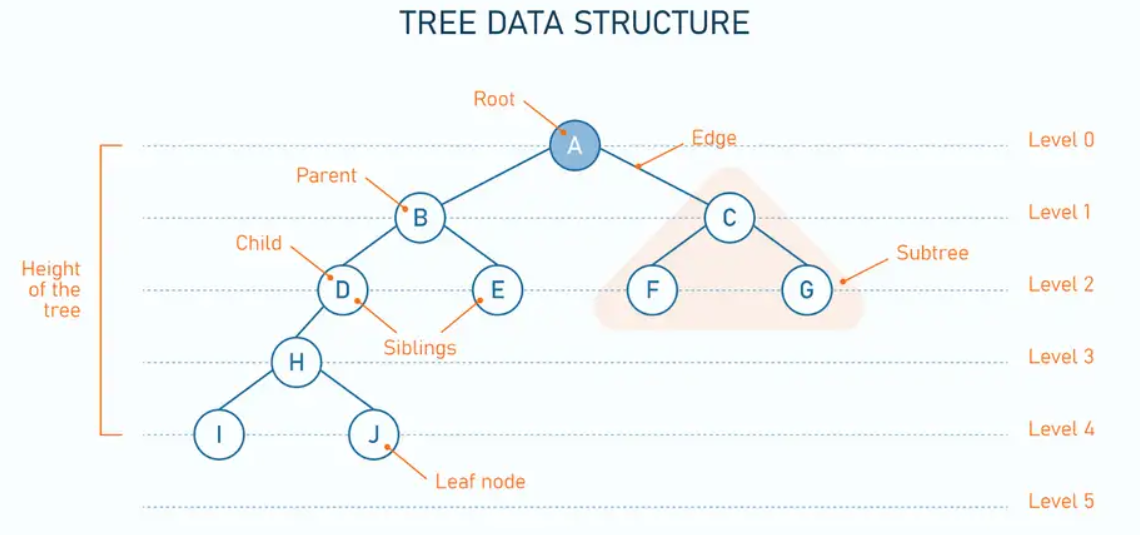 TREE DATA STRUCTURE
Root
A
Edge
Level 0
Parent
B
C
Level 1
Child
D
E
F
G
Subtree
Level 2
Height
of the
tree
Siblings
H
Level 3
I
J
Level 4
Leaf node
Level 5